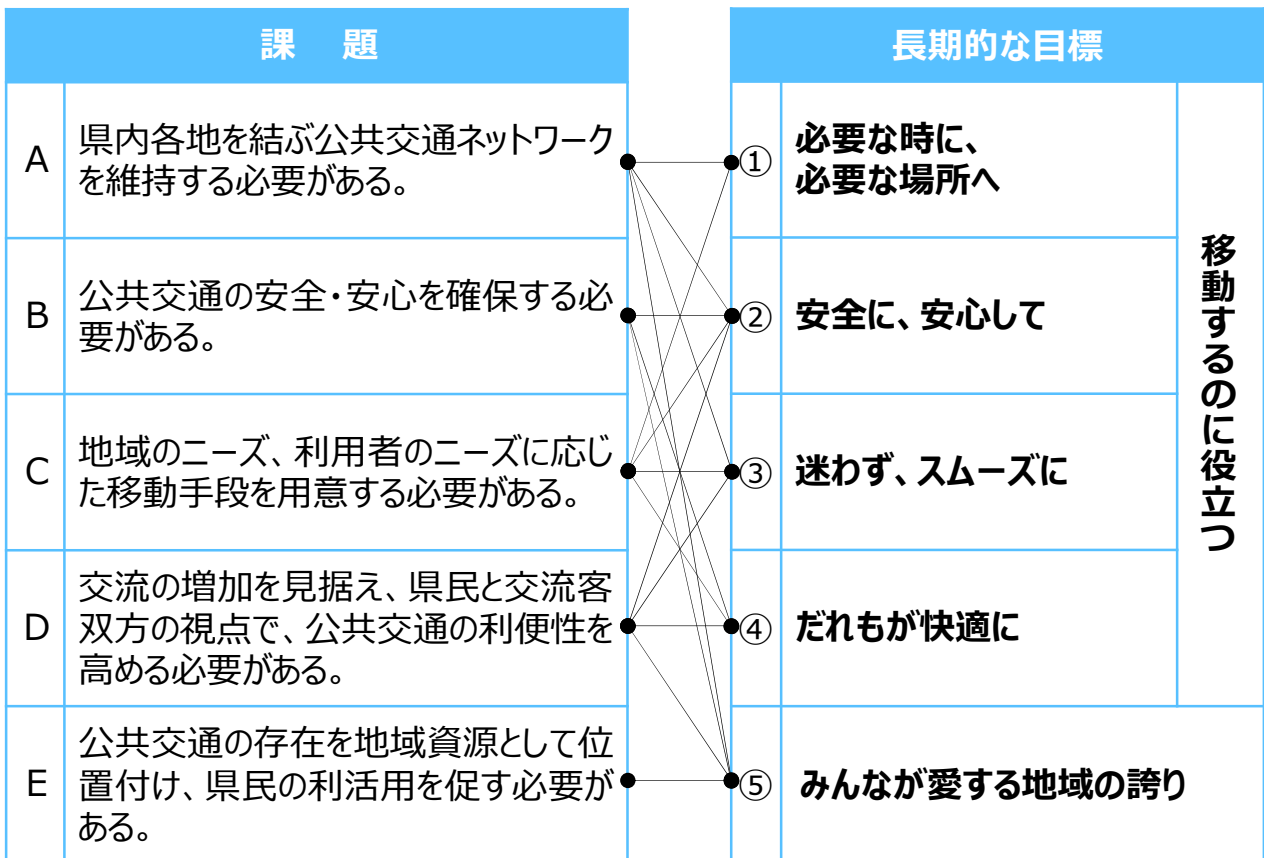 課 題
A
県内各地を結ぶ公共交通ネットワーク
を維持する必要がある。
B
公共交通の安全・安心を確保する必
要がある。
C
地域のニーズ、利用者のニーズに応じ
た移動手段を用意する必要がある。
D
交流の増加を見据え、県民と交流客
双方の視点で、公共交通の利便性を
高める必要がある。
E
公共交通の存在を地域資源として位
置付け、県民の利活用を促す必要が
ある。
長期的な目標
①
必要な時に、
必要な場所へ
②
安全に、安心して
③
迷わず、スムーズに
④
だれもが快適に
移動するのに役立つ
⑤
みんなが愛する地域の誇り